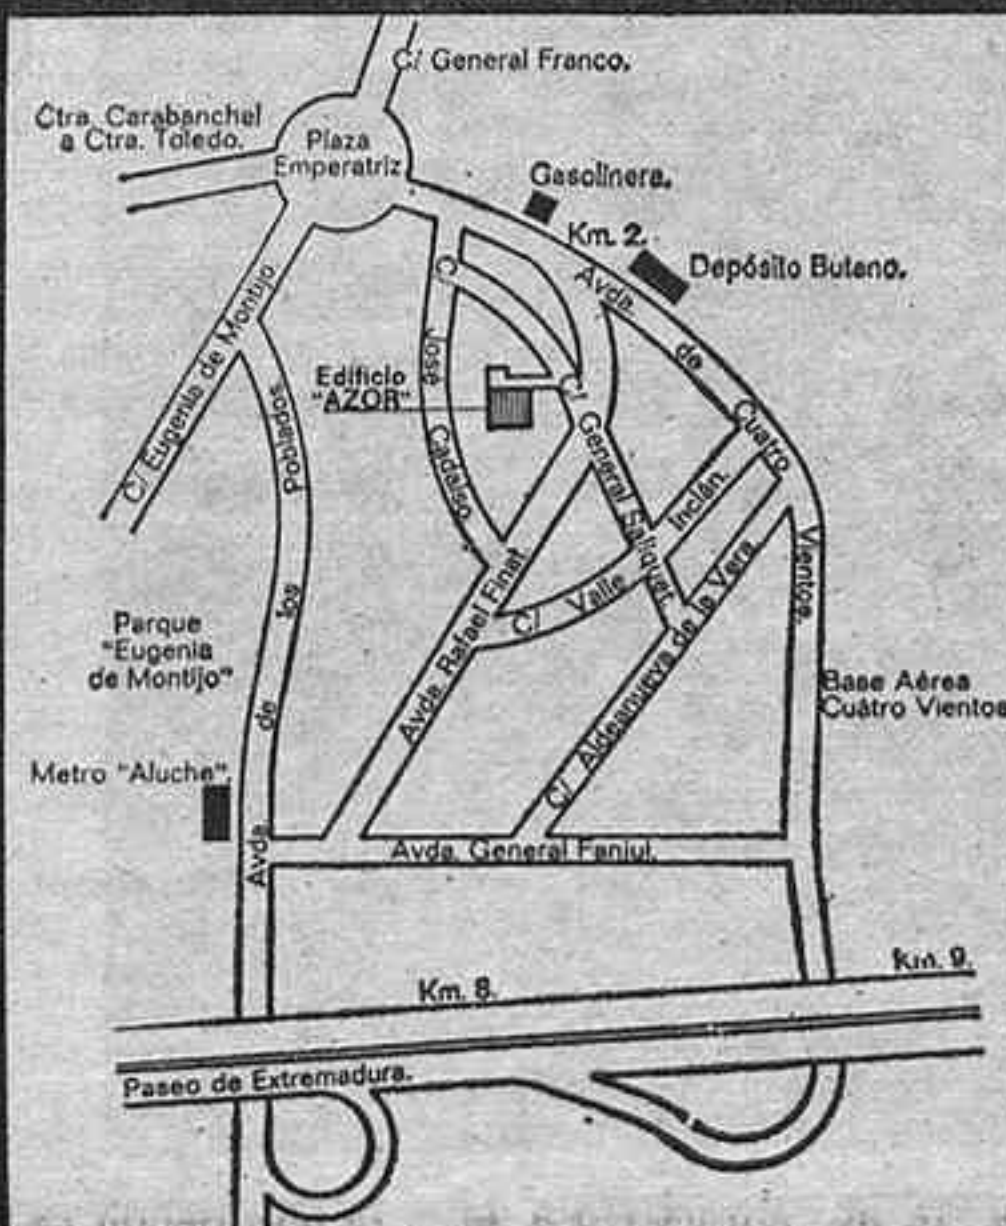 C/ General Franco.
Ctra. Carabanchel
a Ctra. Toledo.
Plaza
Emperatriz
Gasolinera.
Km. 2.
Depósito Butano.
Avda. de Cuatro Vientos.
C/ Eugenia de Montijo
C/ José Cadalso
Edificio
"AZOR"
C/ General Saliquet.
C/ Valle Inclán.
Avda. Rafael Finat
C/ Aldeanueva de la Vera.
Parque
"Eugenia
de Montijo"
Base Aérea
Cuátro Vientos
Metro "Aluche".
Avda. de los Poblados
Avda. General Fanjul.
Km. 8.
Km. 9.
Paseo de Extremadura.